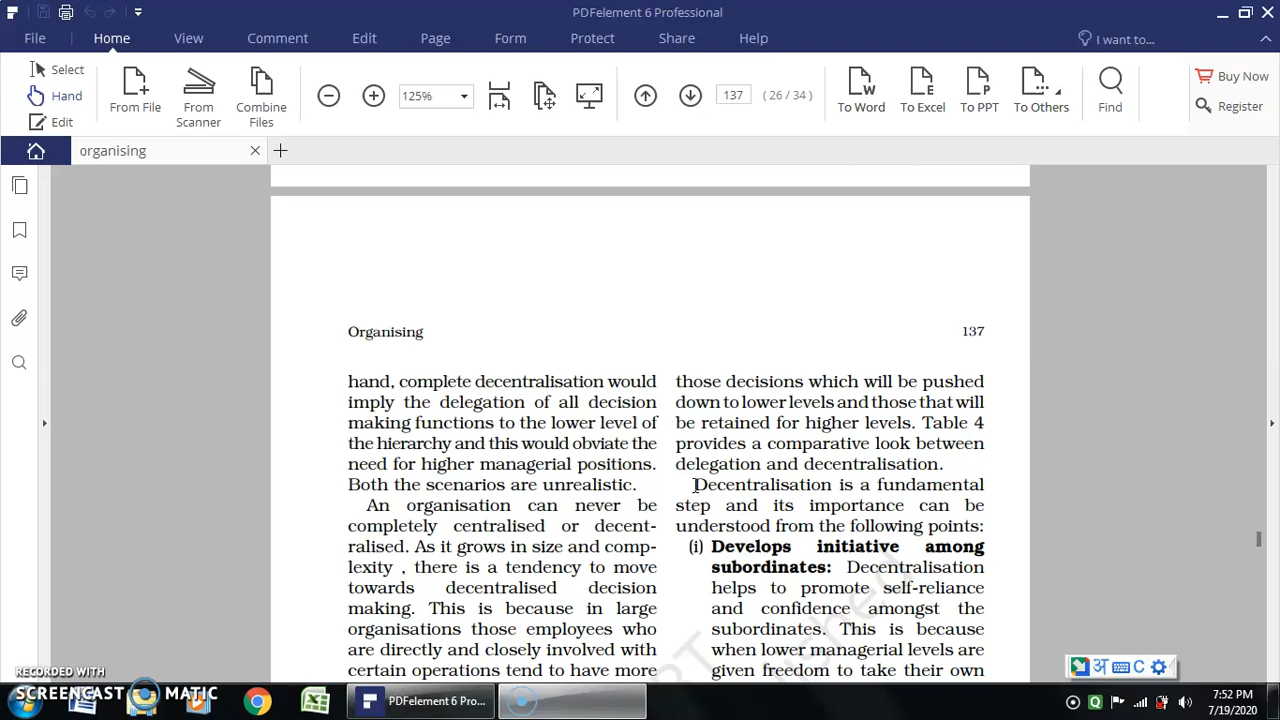 PDFelement 6 Professional
File Home View Comment Edit Page Form Protect Share Help I want to...
Select
Hand
Edit
From File
From Scanner
Combine Files
125%
137 ( 26 / 34 )
To Word To Excel To PPT To Others
Find
Buy Now
Register
organising
Organising 137
hand, complete decentralisation would
imply the delegation of all decision
making functions to the lower level of
the hierarchy and this would obviate the
need for higher managerial positions.
Both the scenarios are unrealistic.
An organisation can never be
completely centralised or decent-
ralised. As it grows in size and comp-
lexity , there is a tendency to move
towards decentralised decision
making. This is because in large
organisations those employees who
are directly and closely involved with
certain operations tend to have more
those decisions which will be pushed
down to lower levels and those that will
be retained for higher levels. Table 4
provides a comparative look between
delegation and decentralisation.
Decentralisation is a fundamental
step and its importance can be
understood from the following points:
(i) Develops initiative among
subordinates: Decentralisation
helps to promote self-reliance
and confidence amongst the
subordinates. This is because
when lower managerial levels are
given freedom to take their own
अ C
RECORDED WITH
SCREENCAST MATIC
PDFelement 6 Pro...
7:52 PM
7/19/2020